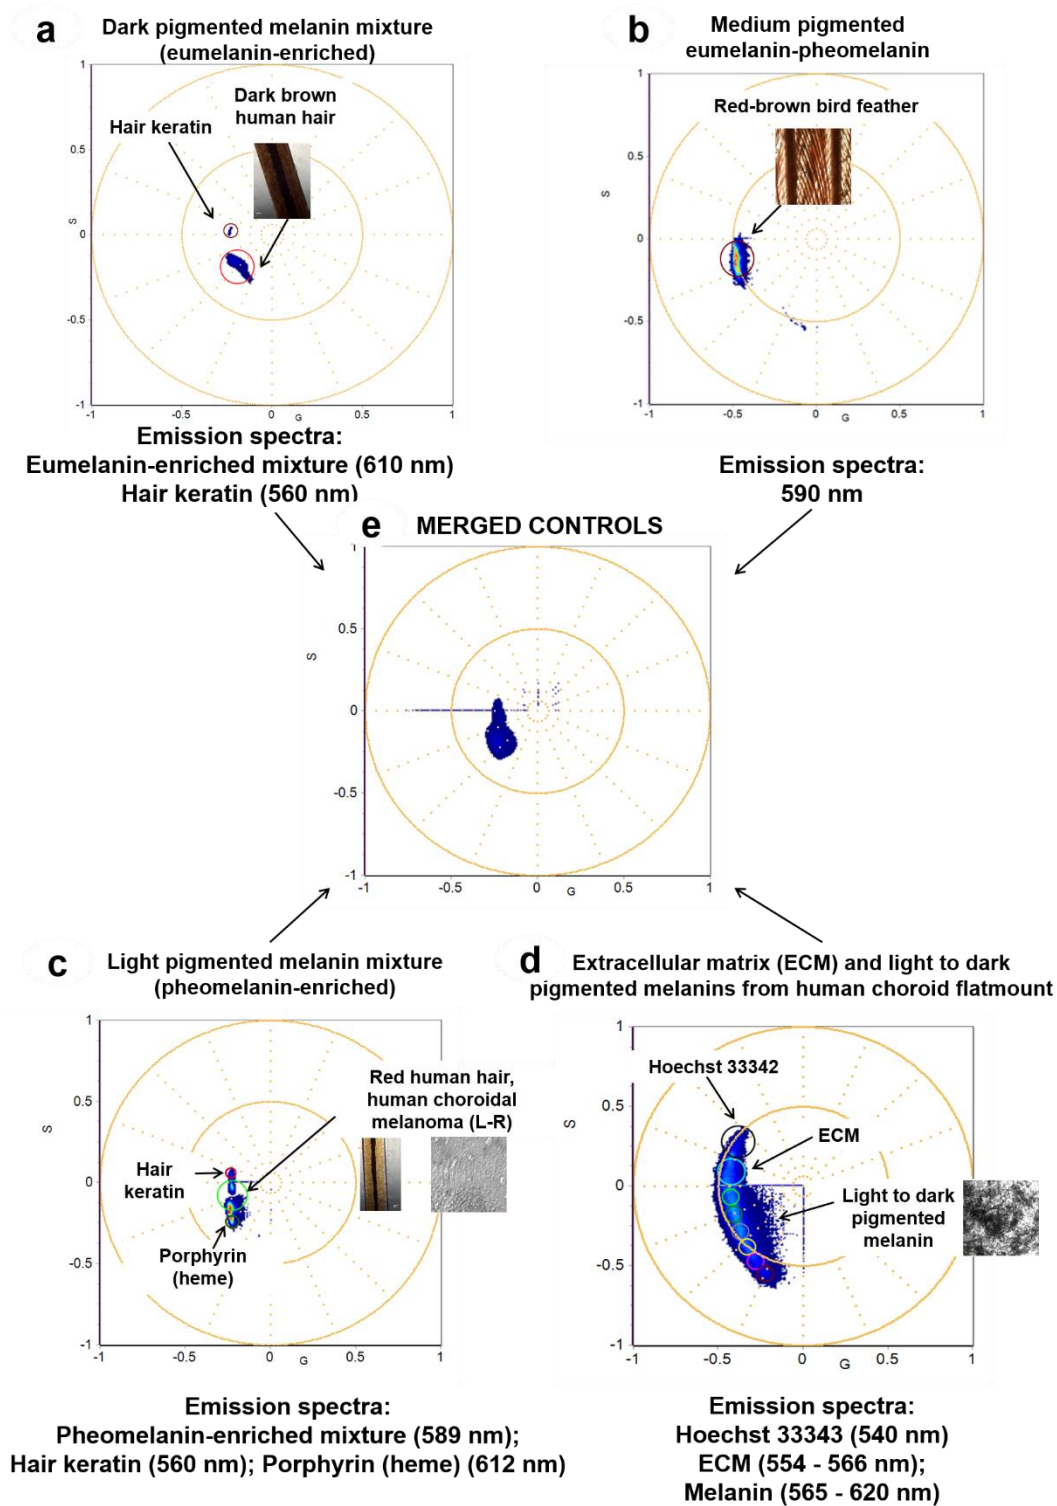 a
Dark pigmented melanin mixture
(eumelanin-enriched)
1
0.5
0
-0.5
-1
S
Hair keratin
Dark brown
human hair
-1 -0.5 0 G 0.5 1
Emission spectra:
Eumelanin-enriched mixture (610 nm)
Hair keratin (560 nm)
b
Medium pigmented
eumelanin-pheomelanin
1
0.5
0
-0.5
-1
S
Red-brown bird feather
-1 -0.5 0 G 0.5 1
Emission spectra:
590 nm
e
MERGED CONTROLS
1
0.5
0
-0.5
-1
S
-1 -0.5 0 G 0.5 1
c
Light pigmented melanin mixture
(pheomelanin-enriched)
1
0.5
0
-0.5
-1
S
Red human hair,
human choroidal
melanoma (L-R)
Hair
keratin
Porphyrin
(heme)
-1 -0.5 0 G 0.5 1
Emission spectra:
Pheomelanin-enriched mixture (589 nm);
Hair keratin (560 nm); Porphyrin (heme) (612 nm)
d
Extracellular matrix (ECM) and light to dark
pigmented melanins from human choroid flatmount
1
0.5
0
-0.5
-1
S
Hoechst 33342
ECM
Light to dark
pigmented
melanin
-1 -0.5 0 G 0.5 1
Emission spectra:
Hoechst 33343 (540 nm)
ECM (554 - 566 nm);
Melanin (565 - 620 nm)